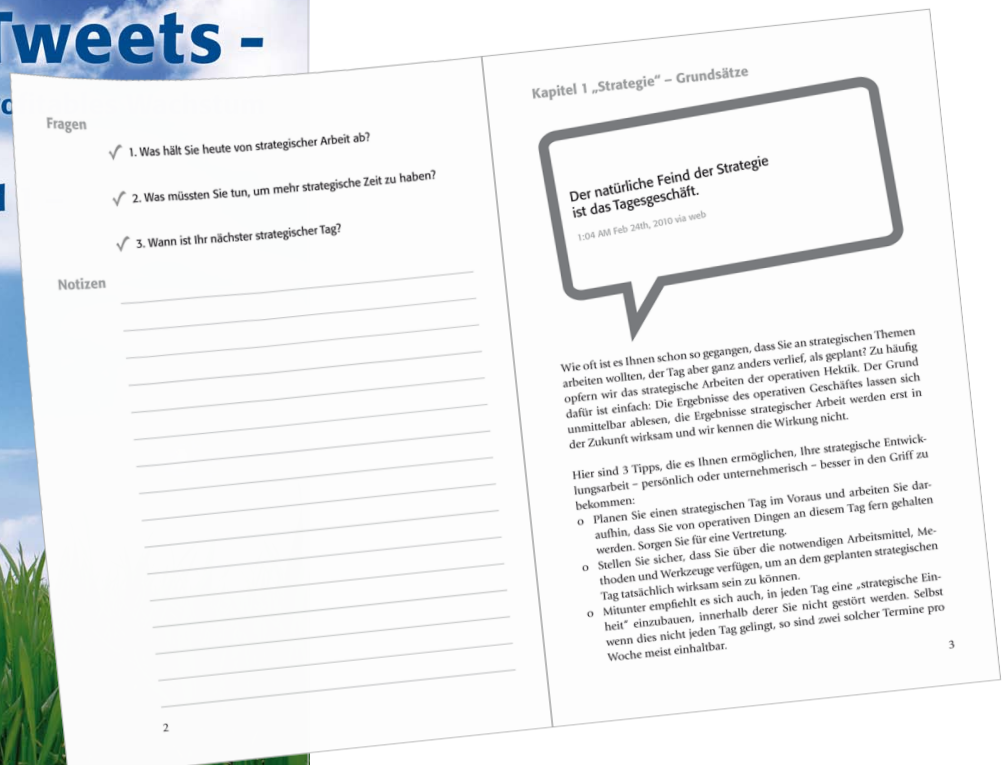 Tweets -
Fragen
✓ 1. Was hält Sie heute von strategischer Arbeit ab?
✓ 2. Was müssten Sie tun, um mehr strategische Zeit zu haben?
✓ 3. Wann ist Ihr nächster strategischer Tag?
Notizen
2
Kapitel 1 „Strategie“ – Grundsätze
Der natürliche Feind der Strategie
ist das Tagesgeschäft.
1:04 AM Feb 24th, 2010 via web
Wie oft ist es Ihnen schon so gegangen, dass Sie an strategischen Themen
arbeiten wollten, der Tag aber ganz anders verlief, als geplant? Zu häufig
opfern wir das strategische Arbeiten der operativen Hektik. Der Grund
dafür ist einfach: Die Ergebnisse des operativen Geschäftes lassen sich
unmittelbar ablesen, die Ergebnisse strategischer Arbeit werden erst in
der Zukunft wirksam und wir kennen die Wirkung nicht.
Hier sind 3 Tipps, die es Ihnen ermöglichen, Ihre strategische Entwick-
lungsarbeit – persönlich oder unternehmerisch – besser in den Griff zu
bekommen:
o Planen Sie einen strategischen Tag im Voraus und arbeiten Sie dar-
aufhin, dass Sie von operativen Dingen an diesem Tag fern gehalten
werden. Sorgen Sie für eine Vertretung.
o Stellen Sie sicher, dass Sie über die notwendigen Arbeitsmittel, Me-
thoden und Werkzeuge verfügen, um an dem geplanten strategischen
Tag tatsächlich wirksam sein zu können.
o Mitunter empfiehlt es sich auch, in jeden Tag eine „strategische Ein-
heit“ einzubauen, innerhalb derer Sie nicht gestört werden. Selbst
wenn dies nicht jeden Tag gelingt, so sind zwei solcher Termine pro
Woche meist einhaltbar.
3